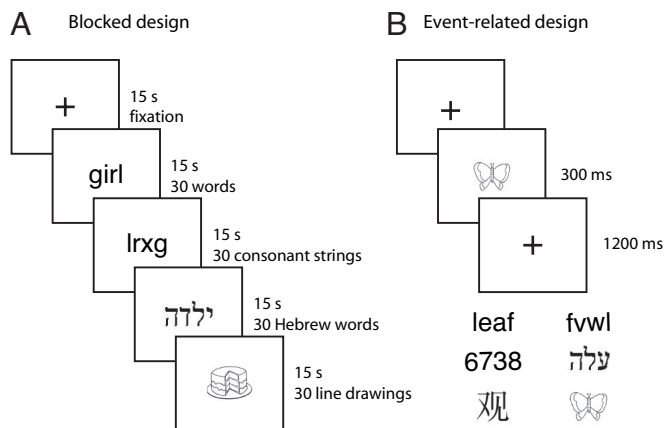 A Blocked design
+
15 s
fixation
girl
15 s
30 words
lrxg
15 s
30 consonant strings
ילדה
15 s
30 Hebrew words
15 s
30 line drawings
B Event-related design
+
300 ms
+
1200 ms
leaf fvwl
6738 עלה
观